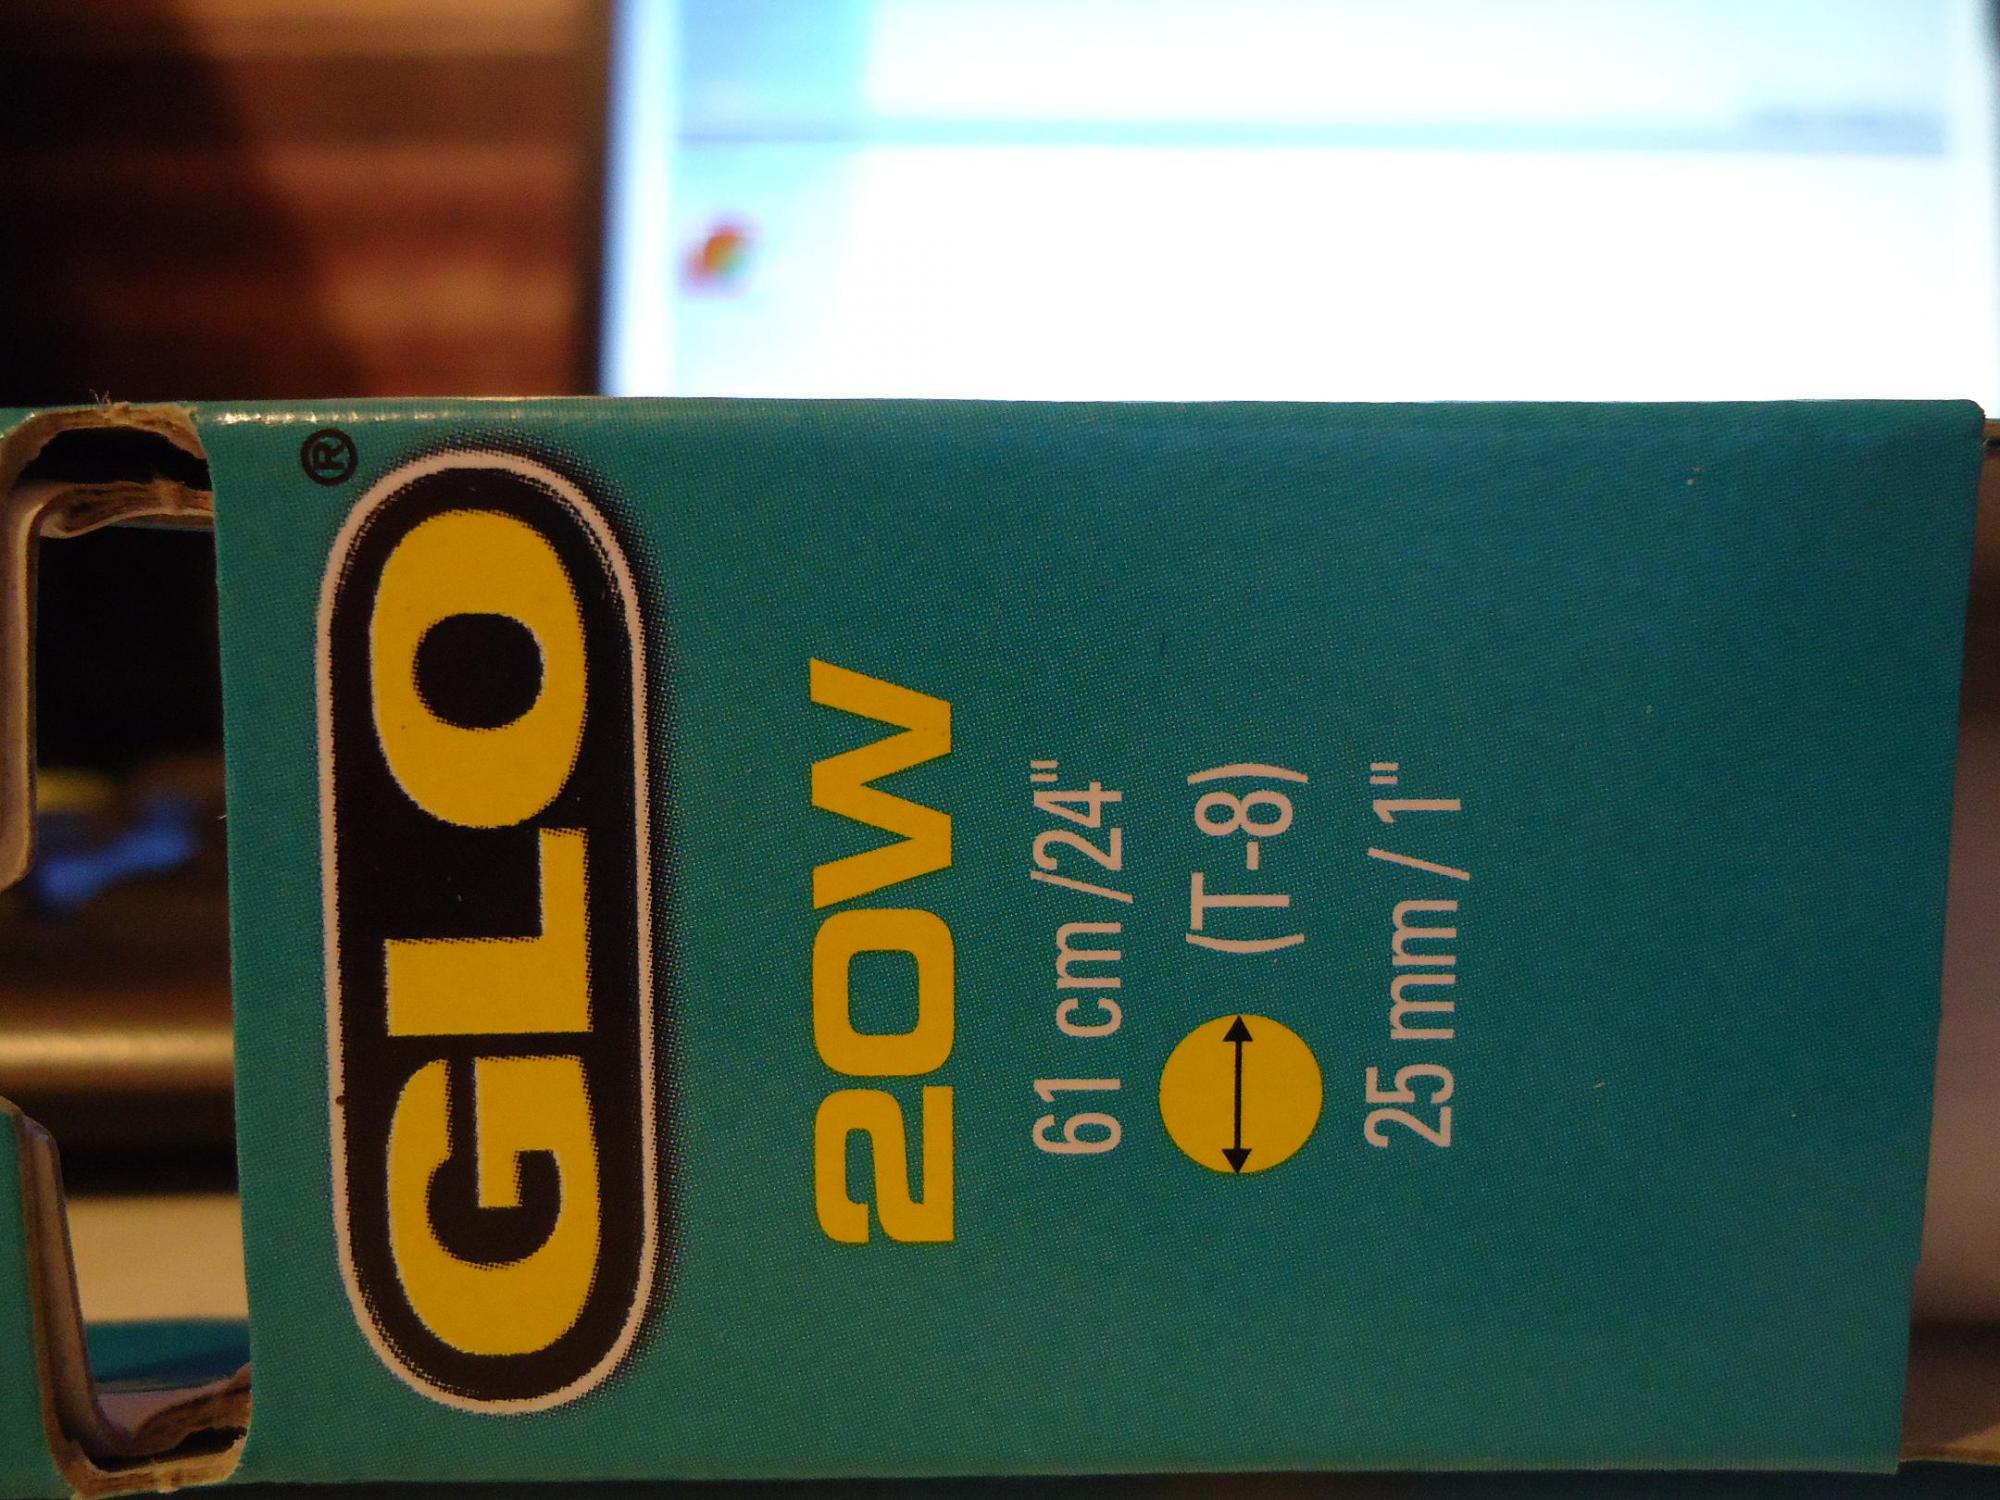 GLO®
20W
61 cm /24"
(T-8)
25 mm / 1"